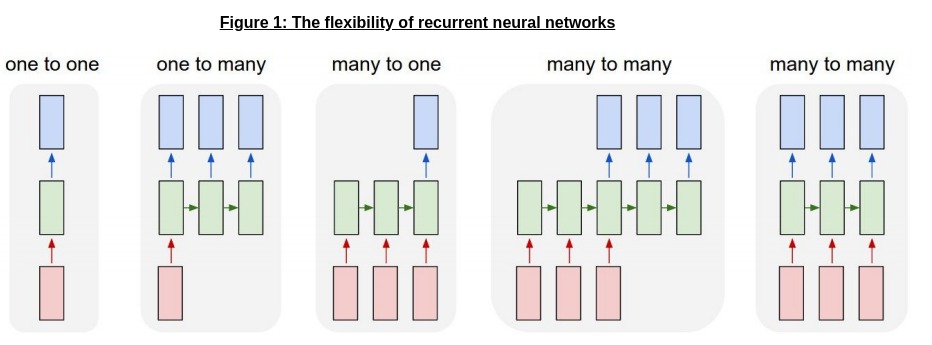 Figure 1: The flexibility of recurrent neural networks
one to one
one to many
many to one
many to many
many to many